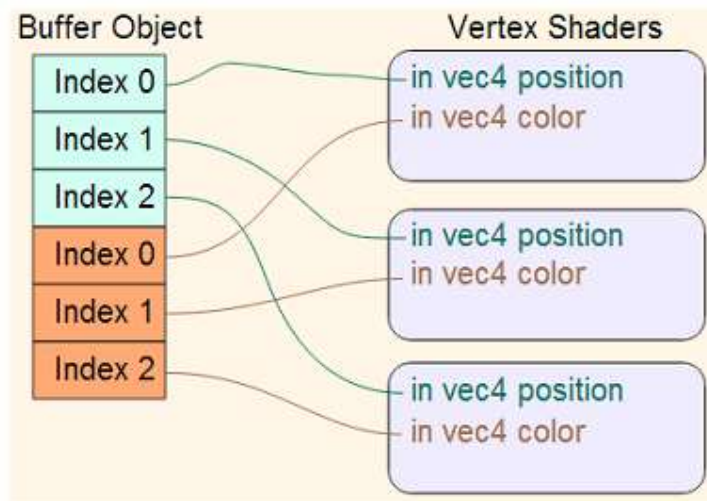 Buffer Object
Index 0
Index 1
Index 2
Index 0
Index 1
Index 2
Vertex Shaders
in vec4 position
in vec4 color
in vec4 position
in vec4 color
in vec4 position
in vec4 color